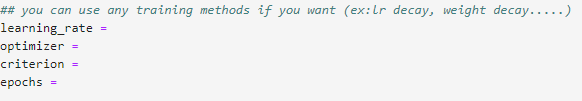 ## you can use any training methods if you want (ex:lr decay, weight decay.....)
learning_rate =
optimizer =
criterion =
epochs =